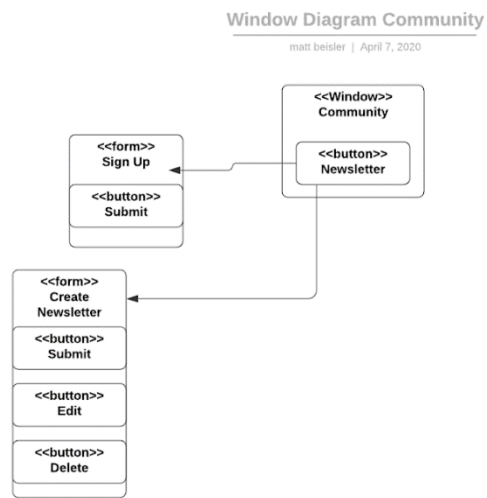 Window Diagram Community
matt beisler | April 7, 2020
<<Window>>
Community
<<button>>
Newsletter
<<form>>
Sign Up
<<button>>
Submit
<<form>>
Create
Newsletter
<<button>>
Submit
<<button>>
Edit
<<button>>
Delete